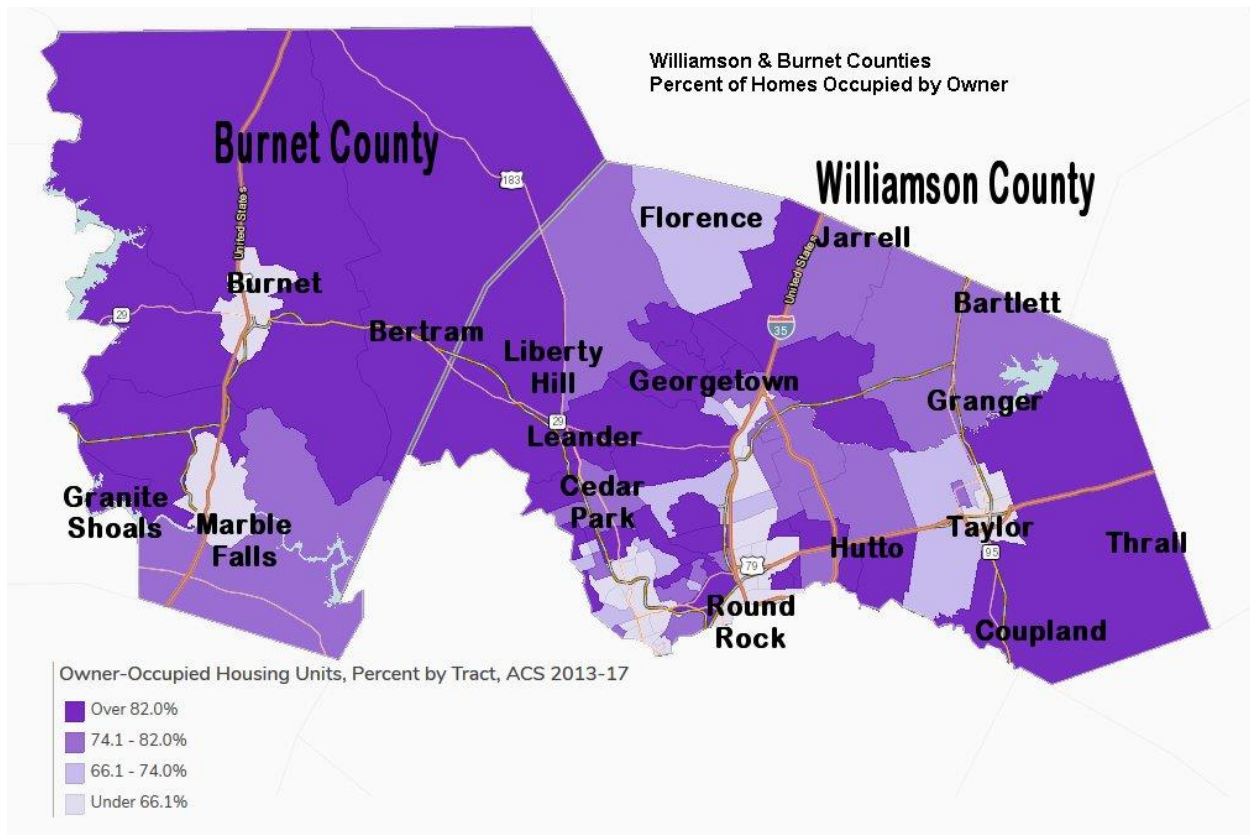 Williamson & Burnet Counties
Percent of Homes Occupied by Owner
Burnet County
Williamson County
183
Florence
United States
Jarrell
United States
Burnet
Bartlett
29
35
Bertram
Liberty
Hill
Georgetown
Granger
29
Leander
Cedar
Park
Granite
Shoals
Marble
Falls
Taylor
Hutto
Thrall
95
79
Round
Rock
Coupland
Owner-Occupied Housing Units, Percent by Tract, ACS 2013-17
Over 82.0%
74.1 - 82.0%
66.1 - 74.0%
Under 66.1%